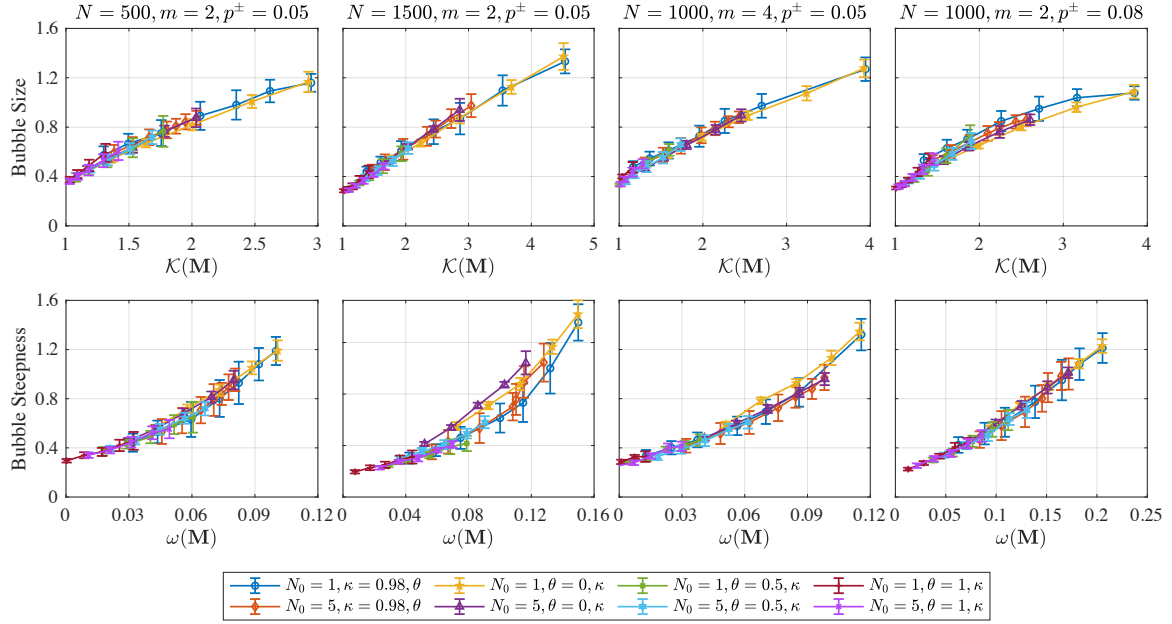 N = 500, m = 2, p± = 0.05
N = 1500, m = 2, p± = 0.05
N = 1000, m = 4, p± = 0.05
N = 1000, m = 2, p± = 0.08
Bubble Size
1.6
1.2
0.8
0.4
0
1 1.5 2 2.5 3
1 2 3 4 5
1 2 3 4
1 2 3 4
𝒦(M)
𝒦(M)
𝒦(M)
𝒦(M)
Bubble Steepness
1.6
1.2
0.8
0.4
0
0 0.03 0.06 0.09 0.12
0 0.04 0.08 0.12 0.16
0 0.03 0.06 0.09 0.12
0 0.05 0.1 0.15 0.2 0.25
ω(M)
ω(M)
ω(M)
ω(M)
N₀ = 1, κ = 0.98, θ
N₀ = 1, θ = 0, κ
N₀ = 1, θ = 0.5, κ
N₀ = 1, θ = 1, κ
N₀ = 5, κ = 0.98, θ
N₀ = 5, θ = 0, κ
N₀ = 5, θ = 0.5, κ
N₀ = 5, θ = 1, κ